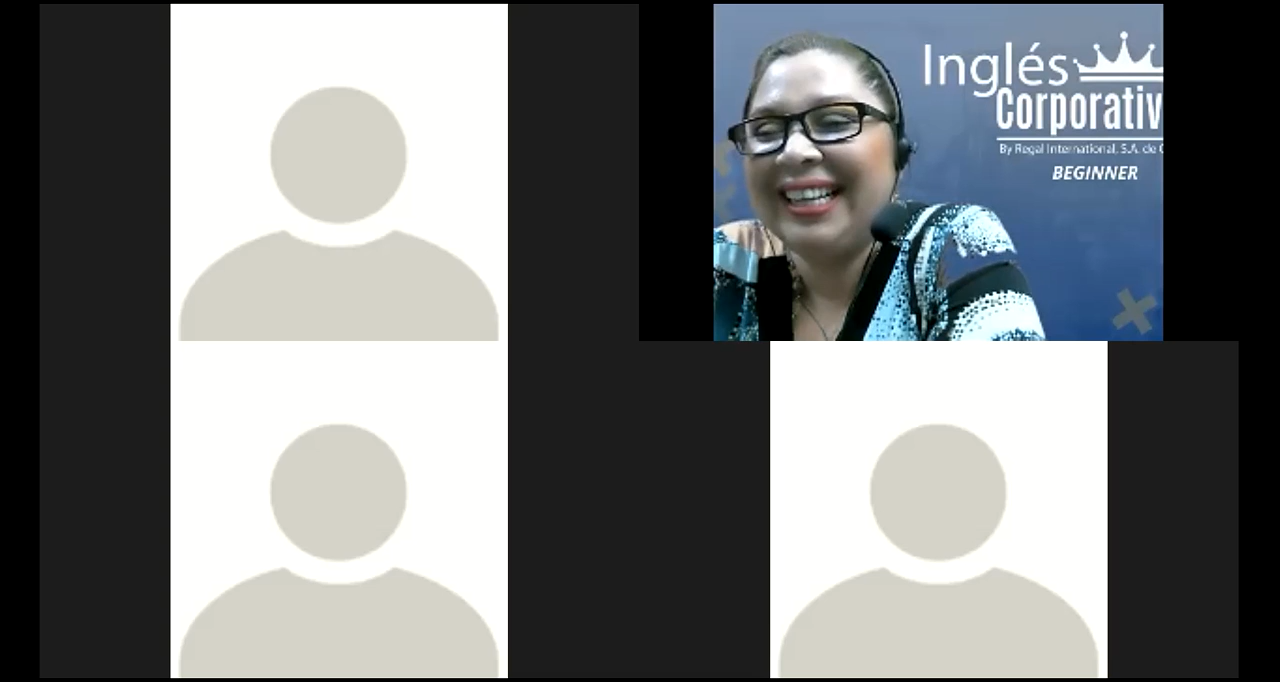 Inglés
Corporativ
By Regal International, S.A. de C
BEGINNER